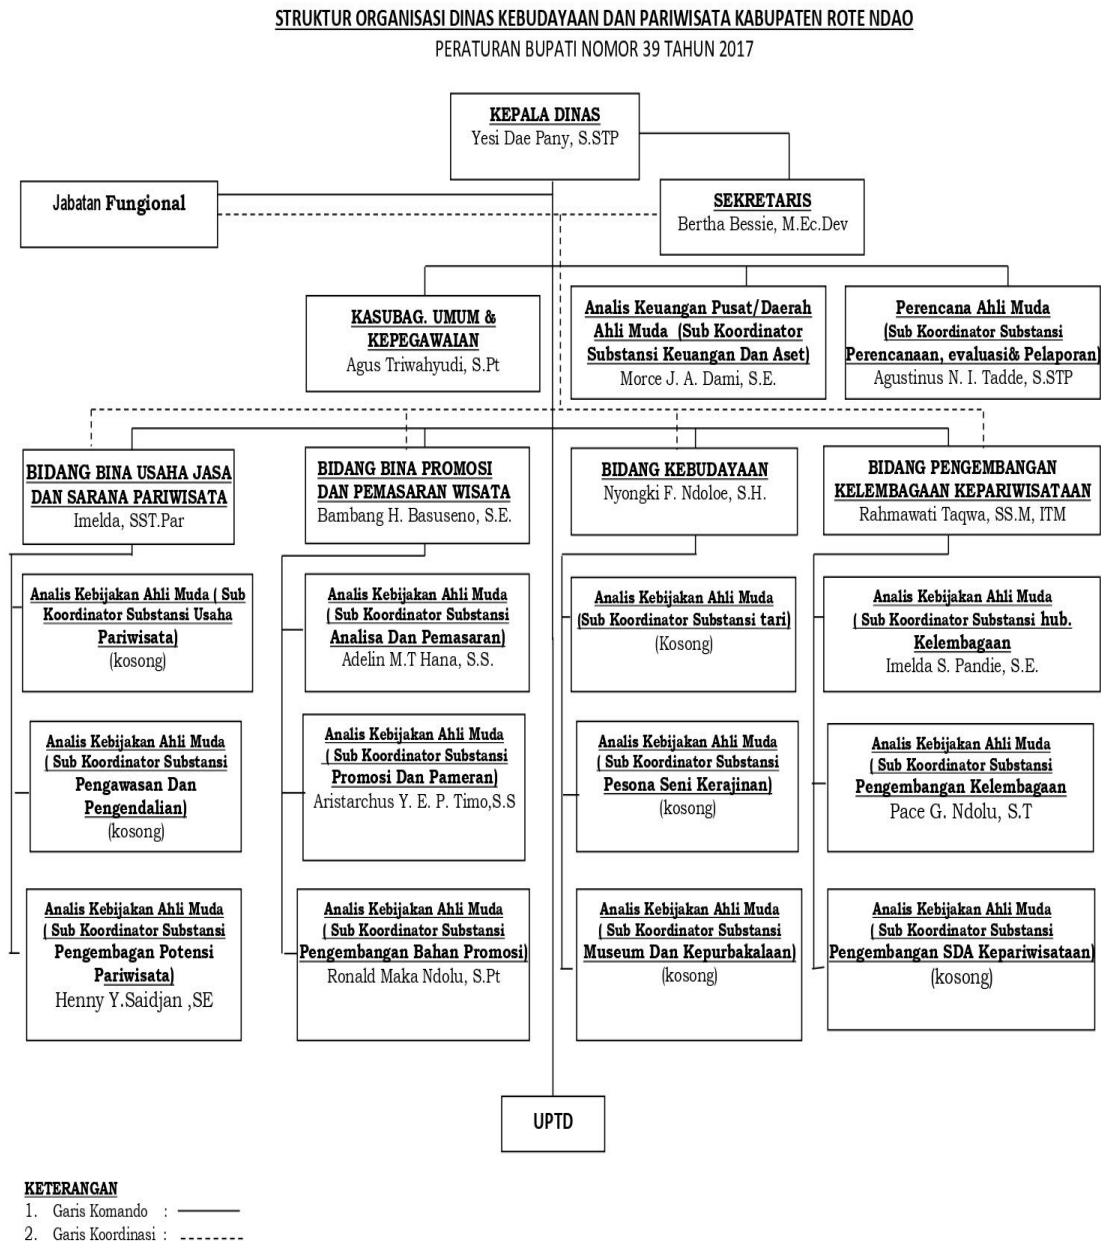 STRUKTUR ORGANISASI DINAS KEBUDAYAAN DAN PARIWISATA KABUPATEN ROTE NDAO
PERATURAN BUPATI NOMOR 39 TAHUN 2017
KEPALA DINAS
Yesi Dae Pany, S.STP
Jabatan Fungional
SEKRETARIS
Bertha Bessie, M.Ec.Dev
KASUBAG. UMUM &
KEPEGAWAIAN
Agus Triwahyudi, S.Pt
Analis Keuangan Pusat/Daerah
Ahli Muda (Sub Koordinator
Substansi Keuangan Dan Aset)
Morce J. A. Dami, S.E.
Perencana Ahli Muda
(Sub Koordinator Substansi
Perencanaan, evaluasi& Pelaporan)
Agustinus N. I. Tadde, S.STP
BIDANG BINA USAHA JASA
DAN SARANA PARIWISATA
Imelda, SST.Par
BIDANG BINA PROMOSI
DAN PEMASARAN WISATA
Bambang H. Basuseno, S.E.
BIDANG KEBUDAYAAN
Nyongki F. Ndoloe, S.H.
BIDANG PENGEMBANGAN
KELEMBAGAAN KEPARIWISATAAN
Rahmawati Taqwa, SS.M, ITM
Analis Kebijakan Ahli Muda ( Sub
Koordinator Substansi Usaha
Pariwisata)
(kosong)
Analis Kebijakan Ahli Muda
( Sub Koordinator Substansi
Analisa Dan Pemasaran)
Adelin M.T Hana, S.S.
Analis Kebijakan Ahli Muda
(Sub Koordinator Substansi tari)
(Kosong)
Analis Kebijakan Ahli Muda
( Sub Koordinator Substansi hub.
Kelembagaan
Imelda S. Pandie, S.E.
Analis Kebijakan Ahli Muda
( Sub Koordinator Substansi
Pengawasan Dan
Pengendalian)
(kosong)
Analis Kebijakan Ahli Muda
( Sub Koordinator Substansi
Promosi Dan Pameran)
Aristarchus Y. E. P. Timo,S.S
Analis Kebijakan Ahli Muda
( Sub Koordinator Substansi
Pesona Seni Kerajinan)
(kosong)
Analis Kebijakan Ahli Muda
( Sub Koordinator Substansi
Pengembangan Kelembagaan
Pace G. Ndolu, S.T
Analis Kebijakan Ahli Muda
( Sub Koordinator Substansi
Pengembagan Potensi
Pariwisata)
Henny Y.Saidjan ,SE
Analis Kebijakan Ahli Muda
( Sub Koordinator Substansi
Pengembangan Bahan Promosi)
Ronald Maka Ndolu, S.Pt
Analis Kebijakan Ahli Muda
( Sub Koordinator Substansi
Museum Dan Kepurbakalaan)
(kosong)
Analis Kebijakan Ahli Muda
( Sub Koordinator Substansi
Pengembangan SDA Kepariwisataan)
(kosong)
UPTD
KETERANGAN
1. Garis Komando :
2. Garis Koordinasi :